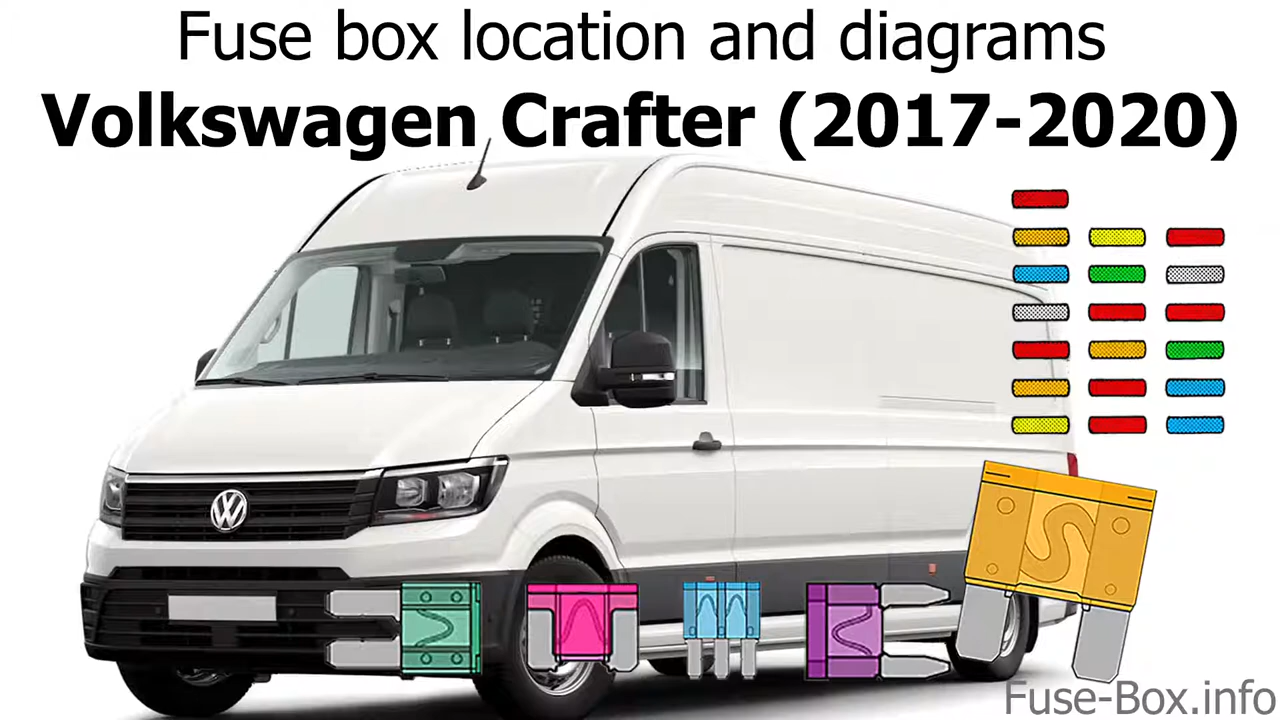 Fuse box location and diagrams
Volkswagen Crafter (2017-2020)
Fuse-Box.info